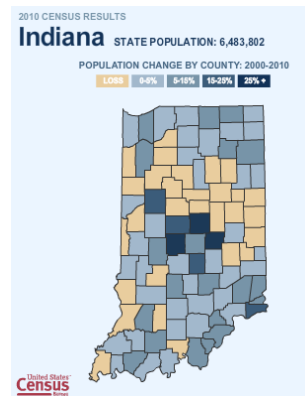 2010 CENSUS RESULTS
Indiana STATE POPULATION: 6,483,802
POPULATION CHANGE BY COUNTY: 2000-2010
LOSS 0-5% 5-15% 15-25% 25% +
United States
Census
Bureau